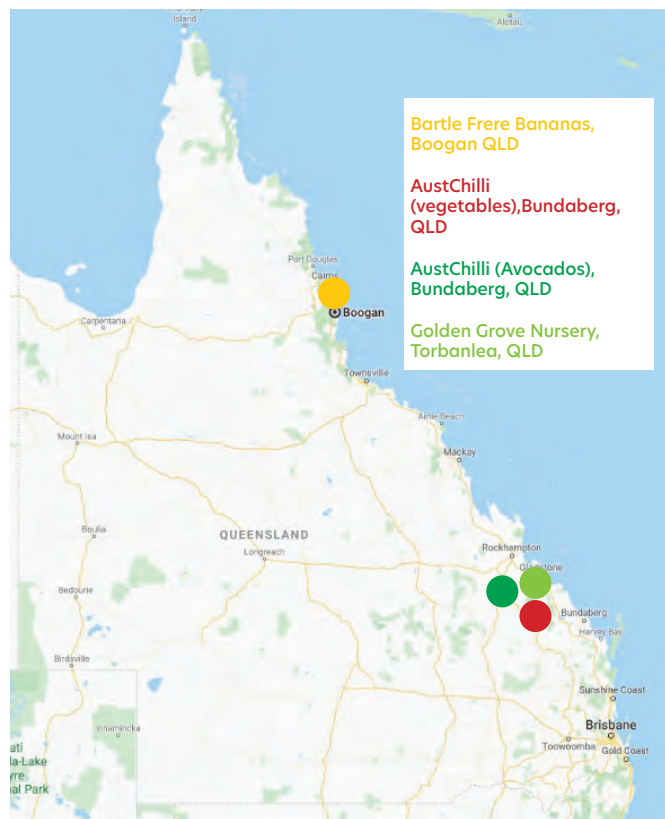 Island
Alotau
Bartle Frere Bananas,
Boogan QLD
AustChilli
(vegetables),Bundaberg,
QLD
AustChilli (Avocados),
Bundaberg, QLD
Golden Grove Nursery,
Torbanlea, QLD
Port Douglas
Cairns
Boogan
Carpentaria
Townsville
Airlie Beach
Mount Isa
Mackay
Boulia
QUEENSLAND
Longreach
Rockhampton
Gladstone
Bedourie
Bundaberg
Hervey Bay
Birdsville
Sunshine Coast
Innamincka
Brisbane
Toowoomba
Gold Coast
ati
da-Lake
yre
nal Park